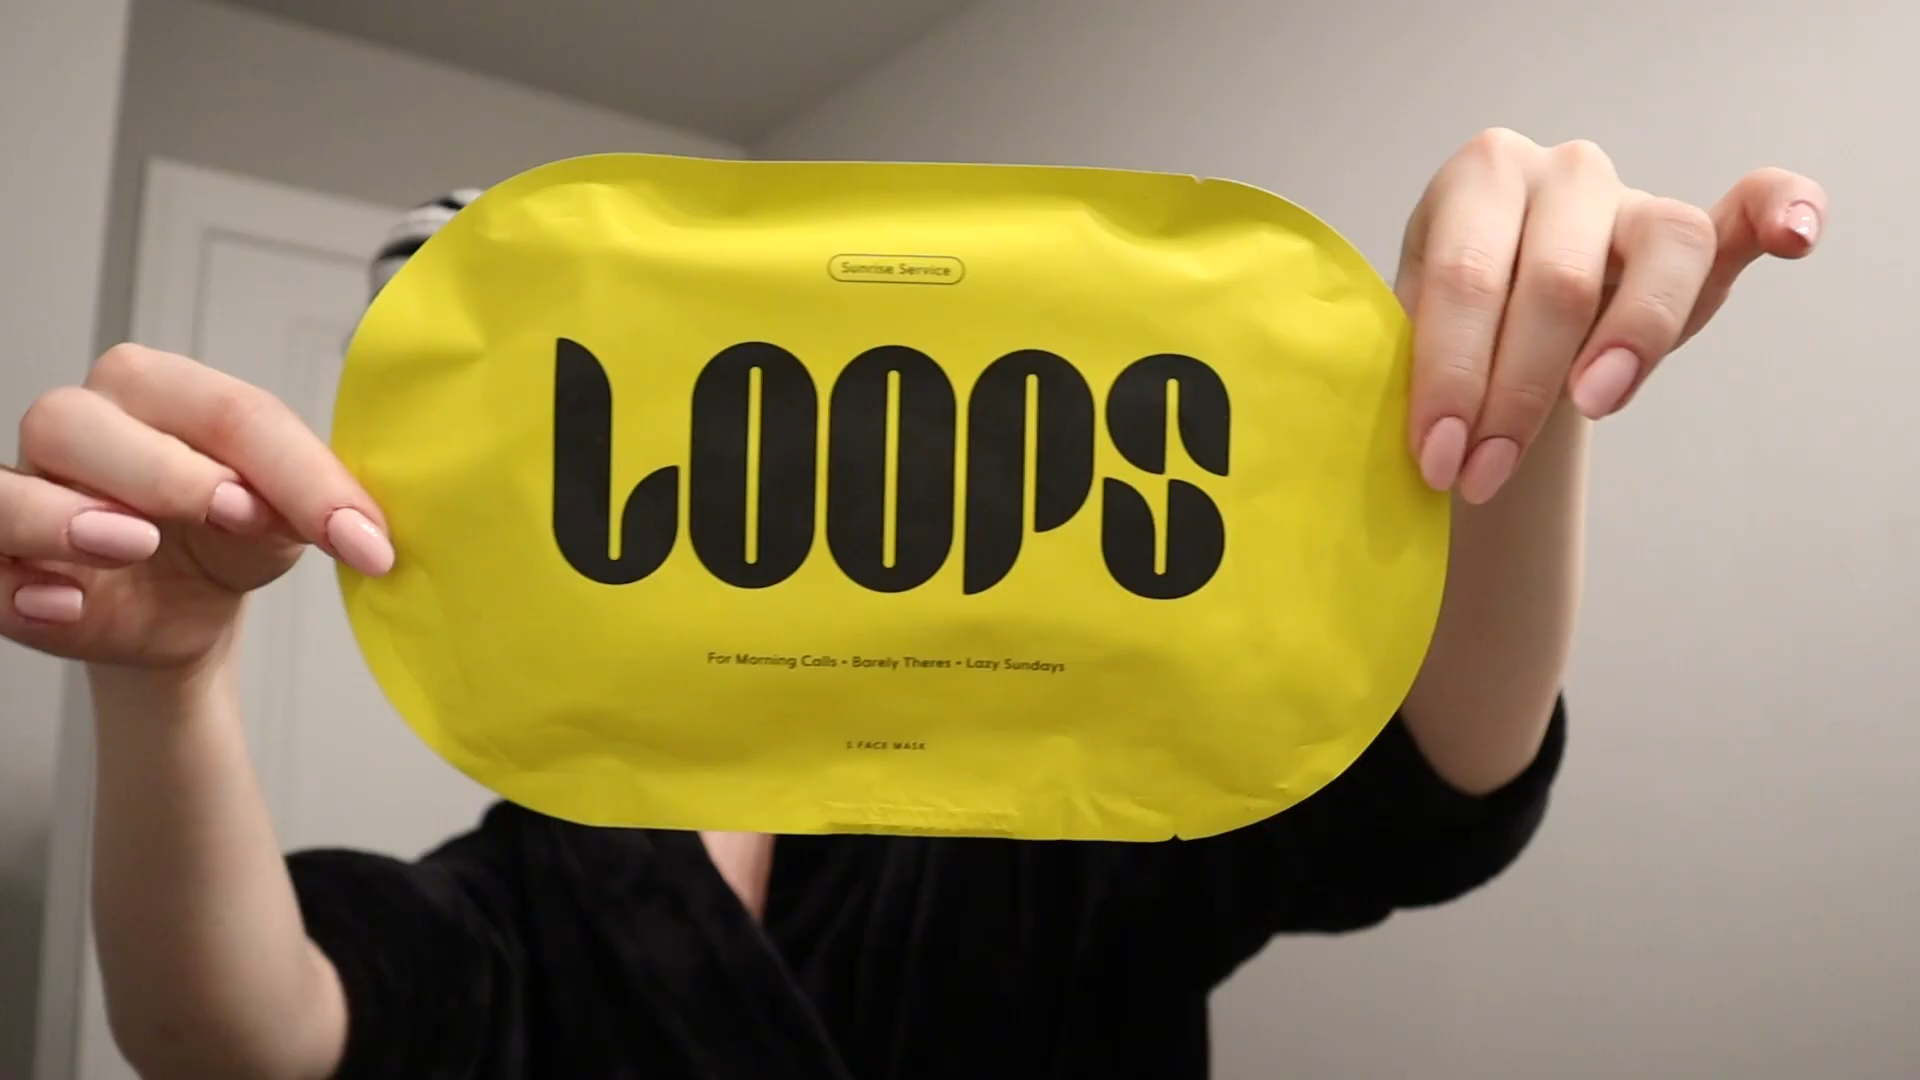 Sunrise Service
LOOPS
For Morning Calls • Barely Theres • Lazy Sundays
1 FACE MASK